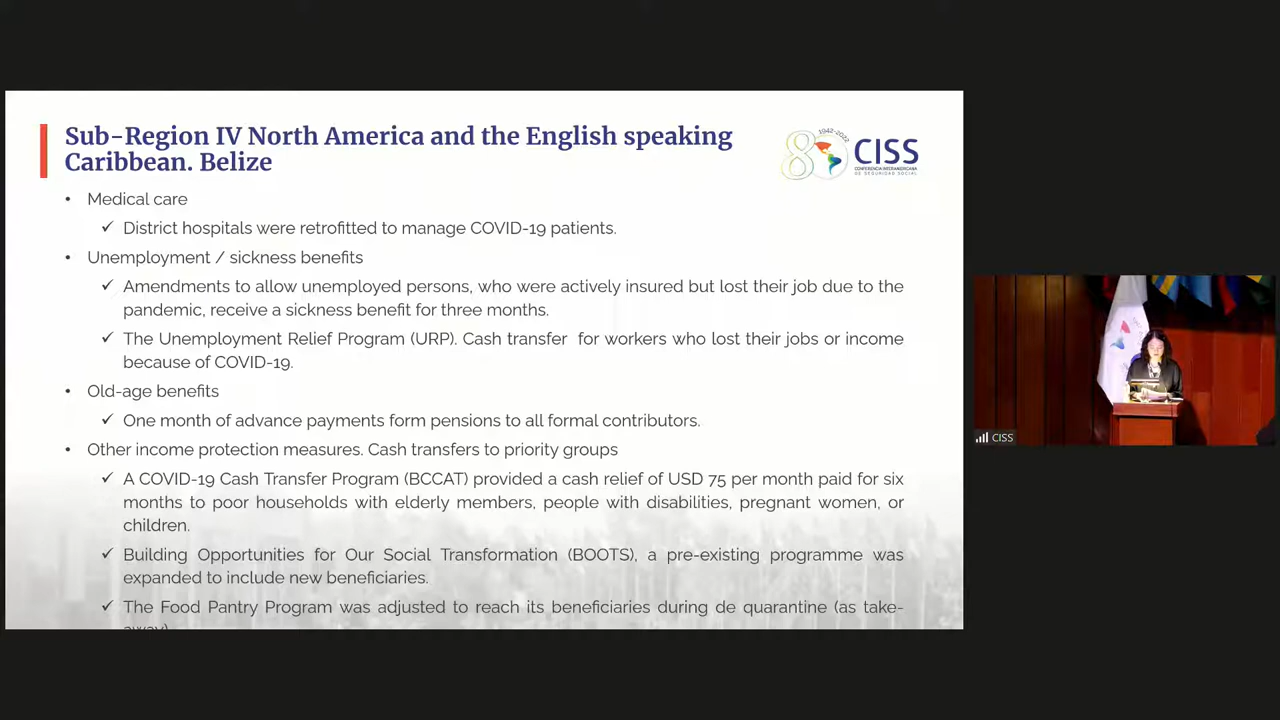 Sub-Region IV North America and the English speaking
Caribbean. Belize
1942-2022
80
CISS
CONFERENCIA INTERAMERICANA
DE SEGURIDAD SOCIAL
• Medical care
✓ District hospitals were retrofitted to manage COVID-19 patients.
• Unemployment / sickness benefits
✓ Amendments to allow unemployed persons, who were actively insured but lost their job due to the
pandemic, receive a sickness benefit for three months.
✓ The Unemployment Relief Program (URP). Cash transfer for workers who lost their jobs or income
because of COVID-19.
• Old-age benefits
✓ One month of advance payments form pensions to all formal contributors.
• Other income protection measures. Cash transfers to priority groups
✓ A COVID-19 Cash Transfer Program (BCCAT) provided a cash relief of USD 75 per month paid for six
months to poor households with elderly members, people with disabilities, pregnant women, or
children.
✓ Building Opportunities for Our Social Transformation (BOOTS), a pre-existing programme was
expanded to include new beneficiaries.
✓ The Food Pantry Program was adjusted to reach its beneficiaries during de quarantine (as take-
away)
CISS